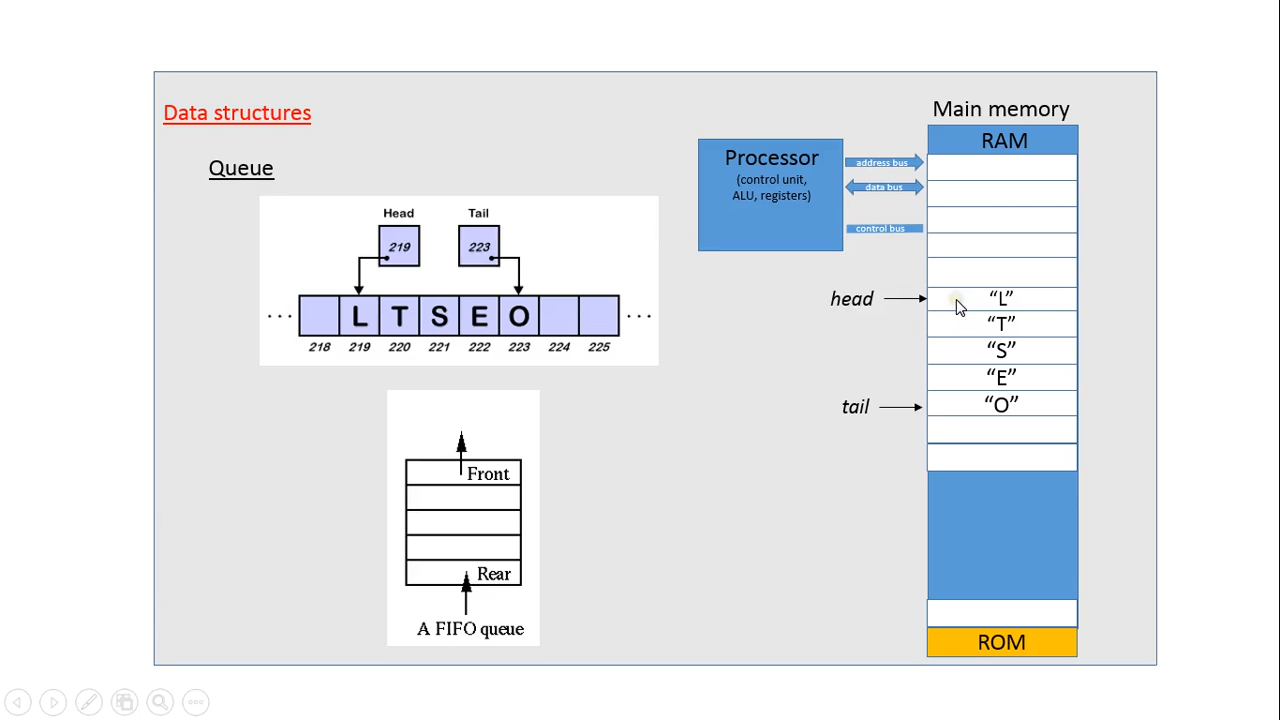 Data structures
Queue
Head Tail
219 223
... L T S E O ...
218 219 220 221 222 223 224 225
Front
Rear
A FIFO queue
Processor
(control unit,
ALU, registers)
address bus
data bus
control bus
Main memory
RAM
head
“L”
“T”
“S”
“E”
tail
“O”
ROM